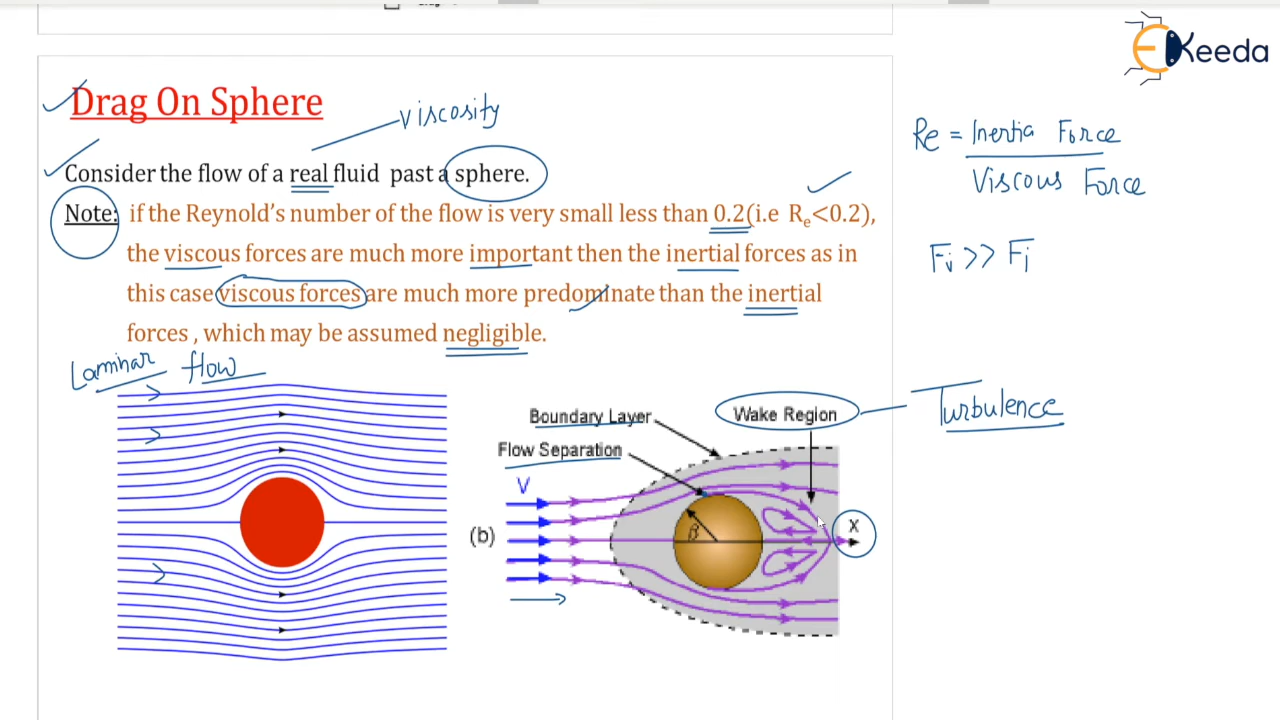 EKeeda
Drag On Sphere
viscosity
Consider the flow of a real fluid past a sphere.
Note: if the Reynold's number of the flow is very small less than 0.2(i.e Re<0.2),
the viscous forces are much more important then the inertial forces as in
this case viscous forces are much more predominate than the inertial
forces , which may be assumed negligible.
Re = Inertia Force
Viscous Force
Fi >> Fi
Laminar flow
Boundary Layer
Wake Region
Turbulence
Flow Separation
V
(b)
β
X